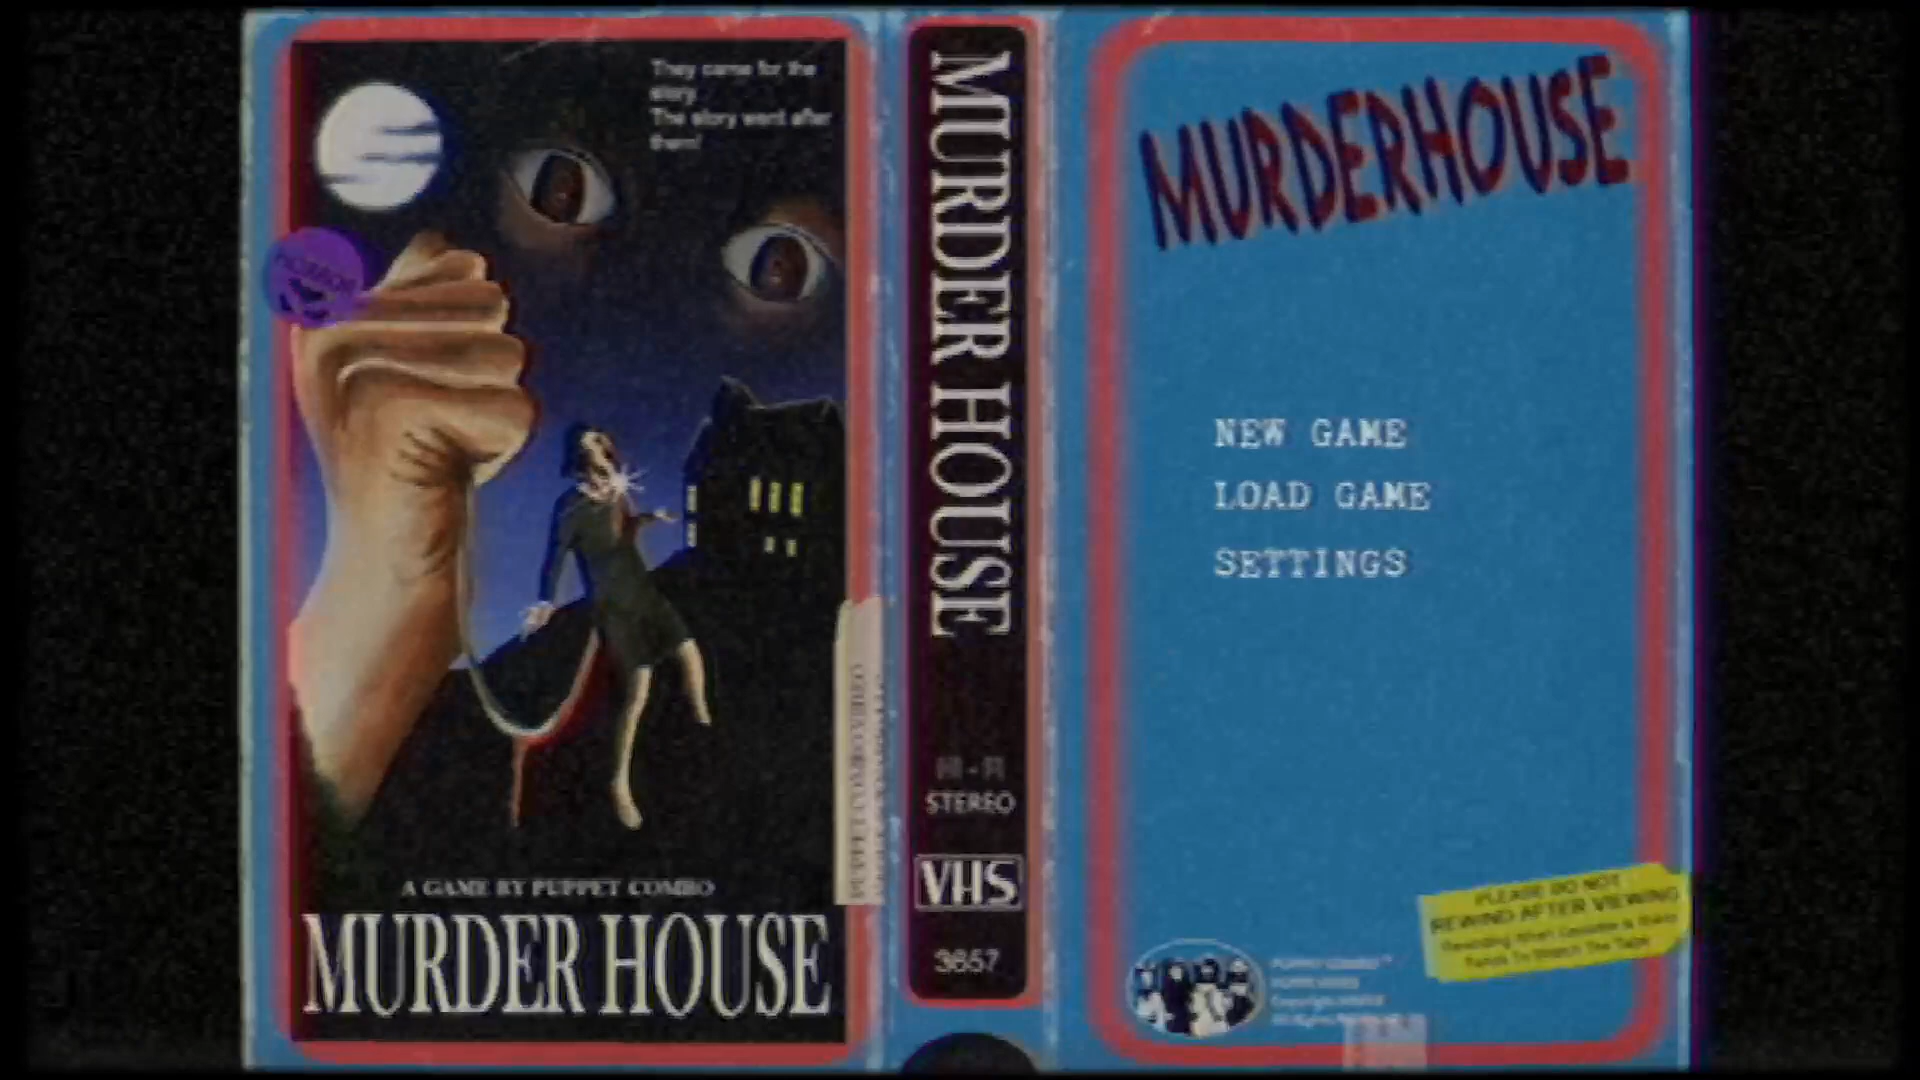 They came for the
story.
The story went after
them!
HORROR
A GAME BY PUPPET COMBO
MURDER HOUSE
MURDER HOUSE
HI-FI
STEREO
VHS
3657
MURDERHOUSE
NEW GAME
LOAD GAME
SETTINGS
PLEASE DO NOT
REWIND AFTER VIEWING